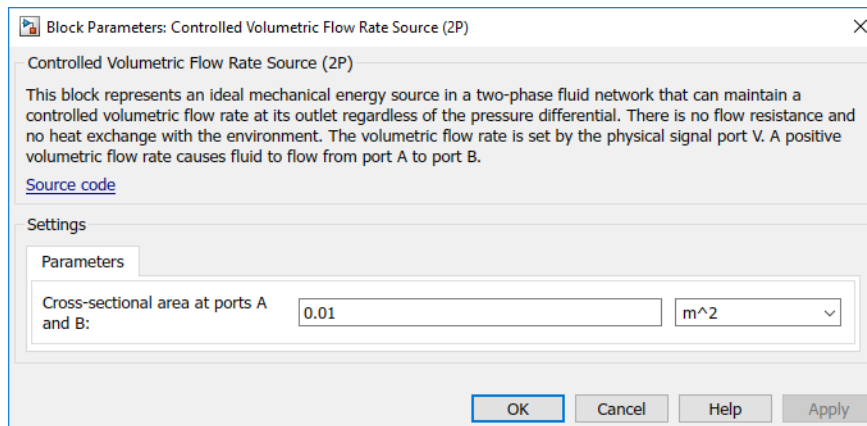 Block Parameters: Controlled Volumetric Flow Rate Source (2P)
Controlled Volumetric Flow Rate Source (2P)
This block represents an ideal mechanical energy source in a two-phase fluid network that can maintain a
controlled volumetric flow rate at its outlet regardless of the pressure differential. There is no flow resistance and
no heat exchange with the environment. The volumetric flow rate is set by the physical signal port V. A positive
volumetric flow rate causes fluid to flow from port A to port B.
Source code
Settings
Parameters
Cross-sectional area at ports A
and B:
0.01
m^2
OK
Cancel
Help
Apply